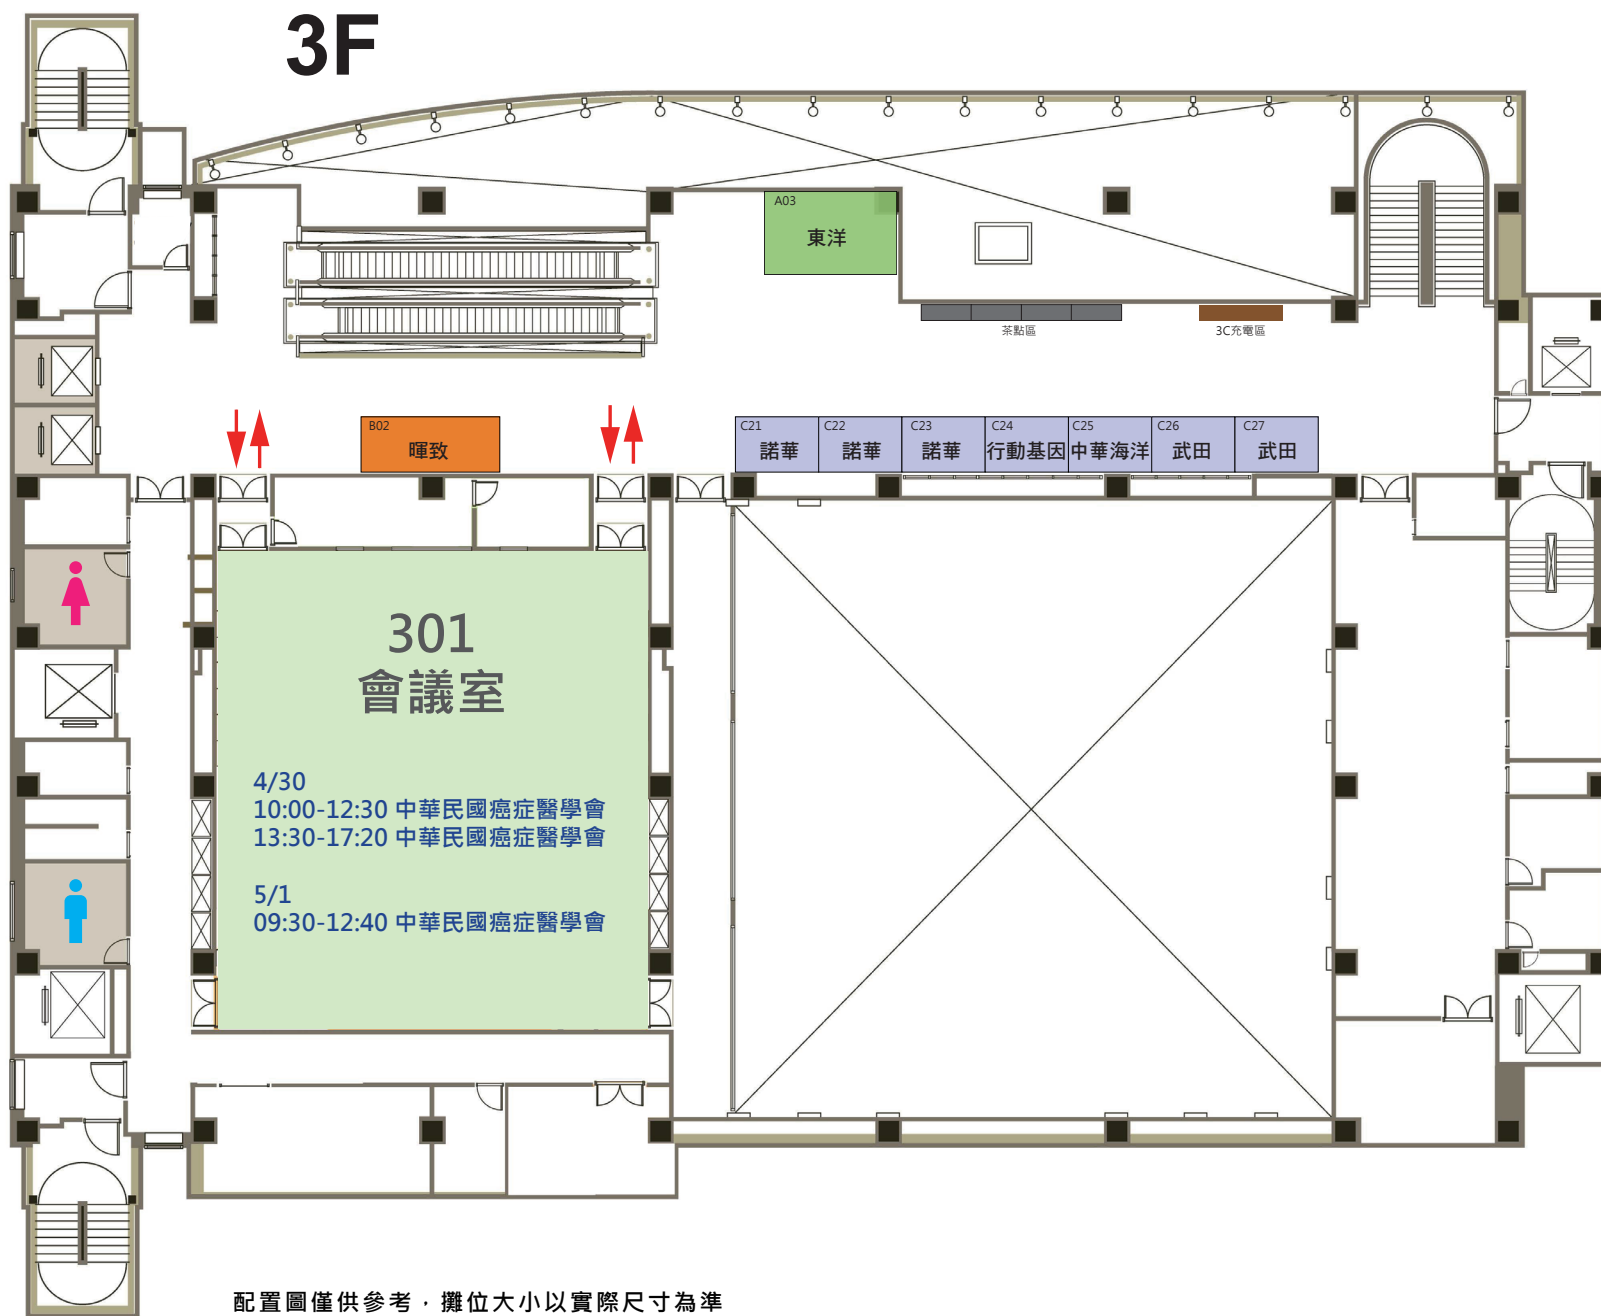 3F
A03
東洋
茶點區
3C充電區
B02
暉致
C21
諾華
C22
諾華
C23
諾華
C24
行動基因
C25
中華海洋
C26
武田
C27
武田
301
會議室
4/30
10:00-12:30 中華民國癌症醫學會
13:30-17:20 中華民國癌症醫學會
5/1
09:30-12:40 中華民國癌症醫學會
配置圖僅供參考，攤位大小以實際尺寸為準